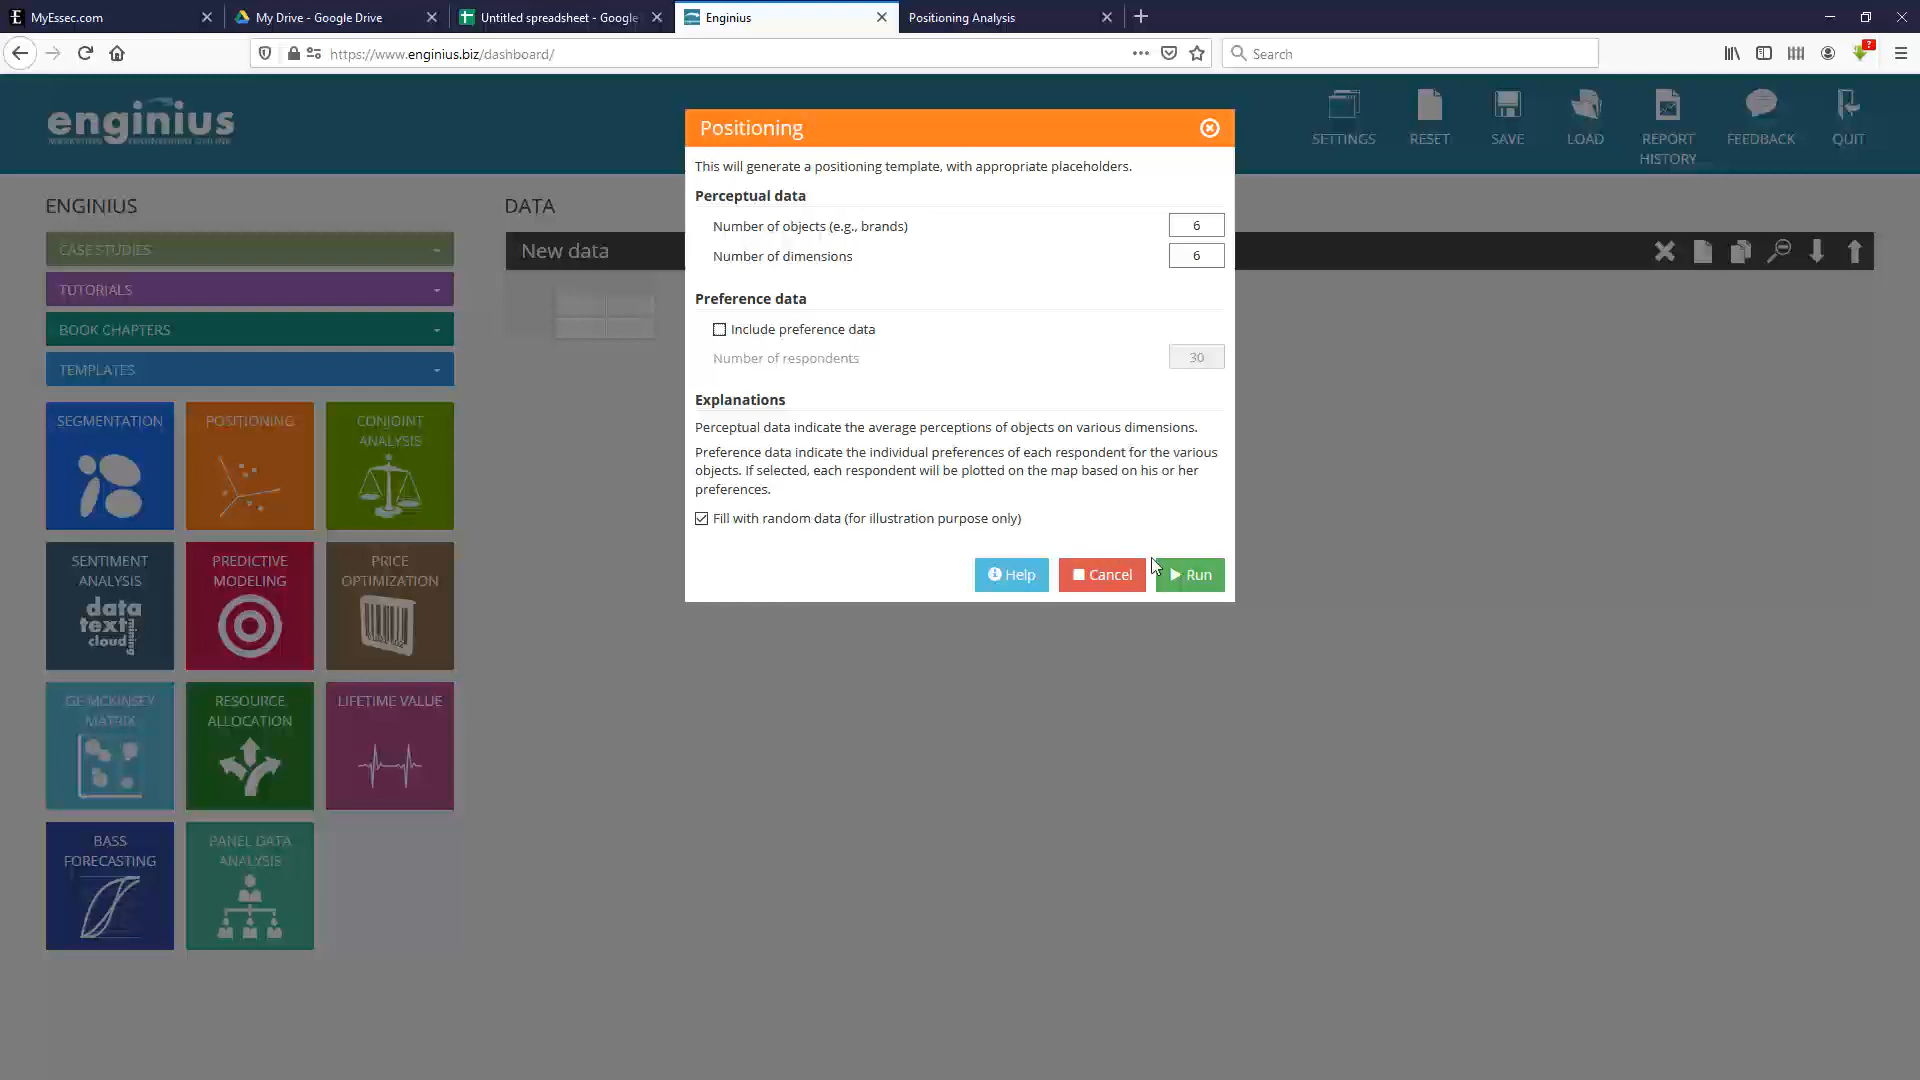 MyEssec.com
My Drive - Google Drive
Untitled spreadsheet - Google
Enginius
Positioning Analysis
https://www.enginius.biz/dashboard/
Search
enginius
SETTINGS
RESET
SAVE
LOAD
REPORT
HISTORY
FEEDBACK
QUIT
ENGINIUS
CASE STUDIES
TUTORIALS
BOOK CHAPTERS
TEMPLATES
SEGMENTATION
POSITIONING
CONJOINT
ANALYSIS
SENTIMENT
ANALYSIS
data
text
mining
cloud
PREDICTIVE
MODELING
PRICE
OPTIMIZATION
GE MCKINSEY
MATRIX
RESOURCE
ALLOCATION
LIFETIME VALUE
BASS
FORECASTING
PANEL DATA
ANALYSIS
DATA
New data
Positioning
This will generate a positioning template, with appropriate placeholders.
Perceptual data
Number of objects (e.g., brands) 6
Number of dimensions 6
Preference data
Include preference data
Number of respondents 30
Explanations
Perceptual data indicate the average perceptions of objects on various dimensions.
Preference data indicate the individual preferences of each respondent for the various
objects. If selected, each respondent will be plotted on the map based on his or her
preferences.
Fill with random data (for illustration purpose only)
Help
Cancel
Run